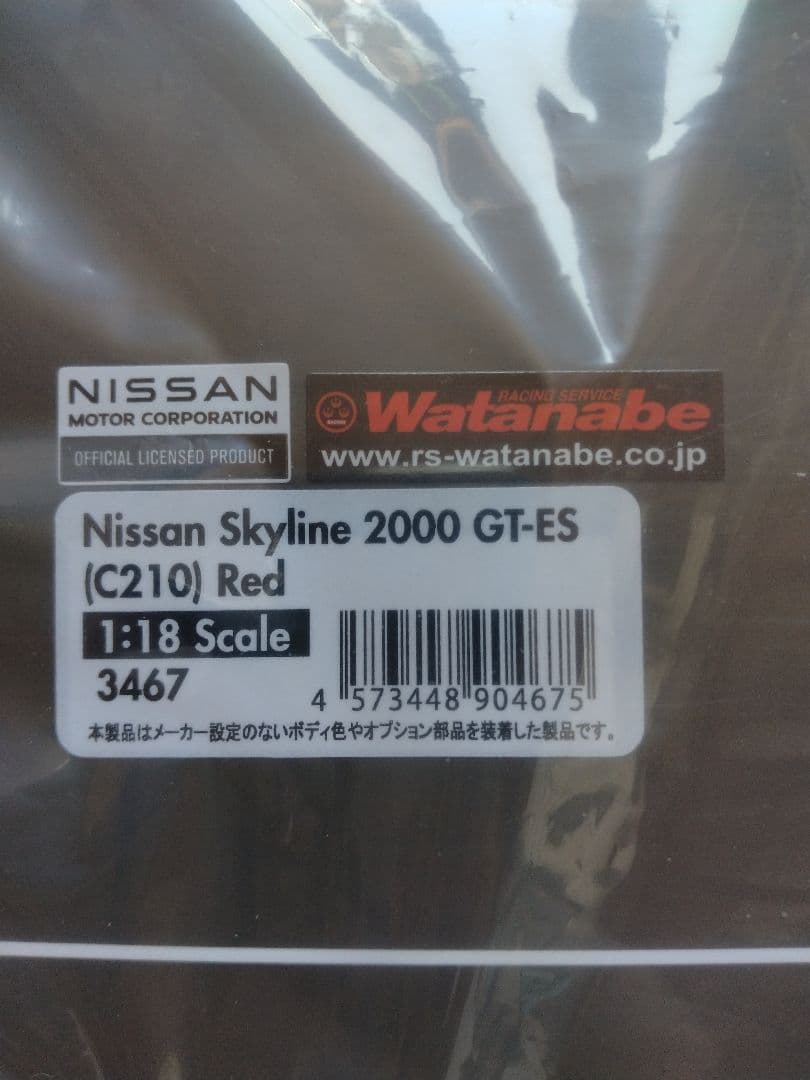 NISSAN
MOTOR CORPORATION
OFFICIAL LICENSED PRODUCT
RACING SERVICE
Watanabe
www.rs-watanabe.co.jp
Nissan Skyline 2000 GT-ES
(C210) Red
1:18 Scale
3467
4 573448 904675
本製品はメーカー設定のないボディ色やオプション部品を装着した製品です。